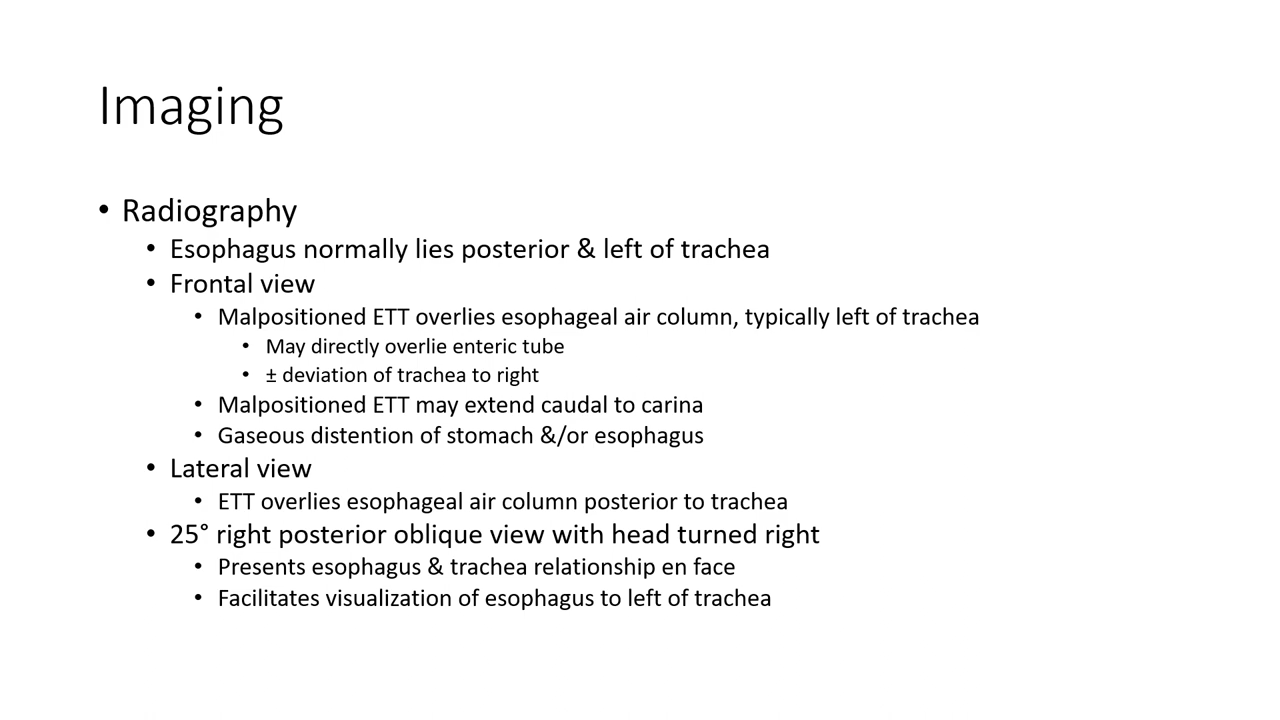 Imaging
• Radiography
• Esophagus normally lies posterior & left of trachea
• Frontal view
• Malpositioned ETT overlies esophageal air column, typically left of trachea
• May directly overlie enteric tube
• ± deviation of trachea to right
• Malpositioned ETT may extend caudal to carina
• Gaseous distention of stomach &/or esophagus
• Lateral view
• ETT overlies esophageal air column posterior to trachea
• 25° right posterior oblique view with head turned right
• Presents esophagus & trachea relationship en face
• Facilitates visualization of esophagus to left of trachea